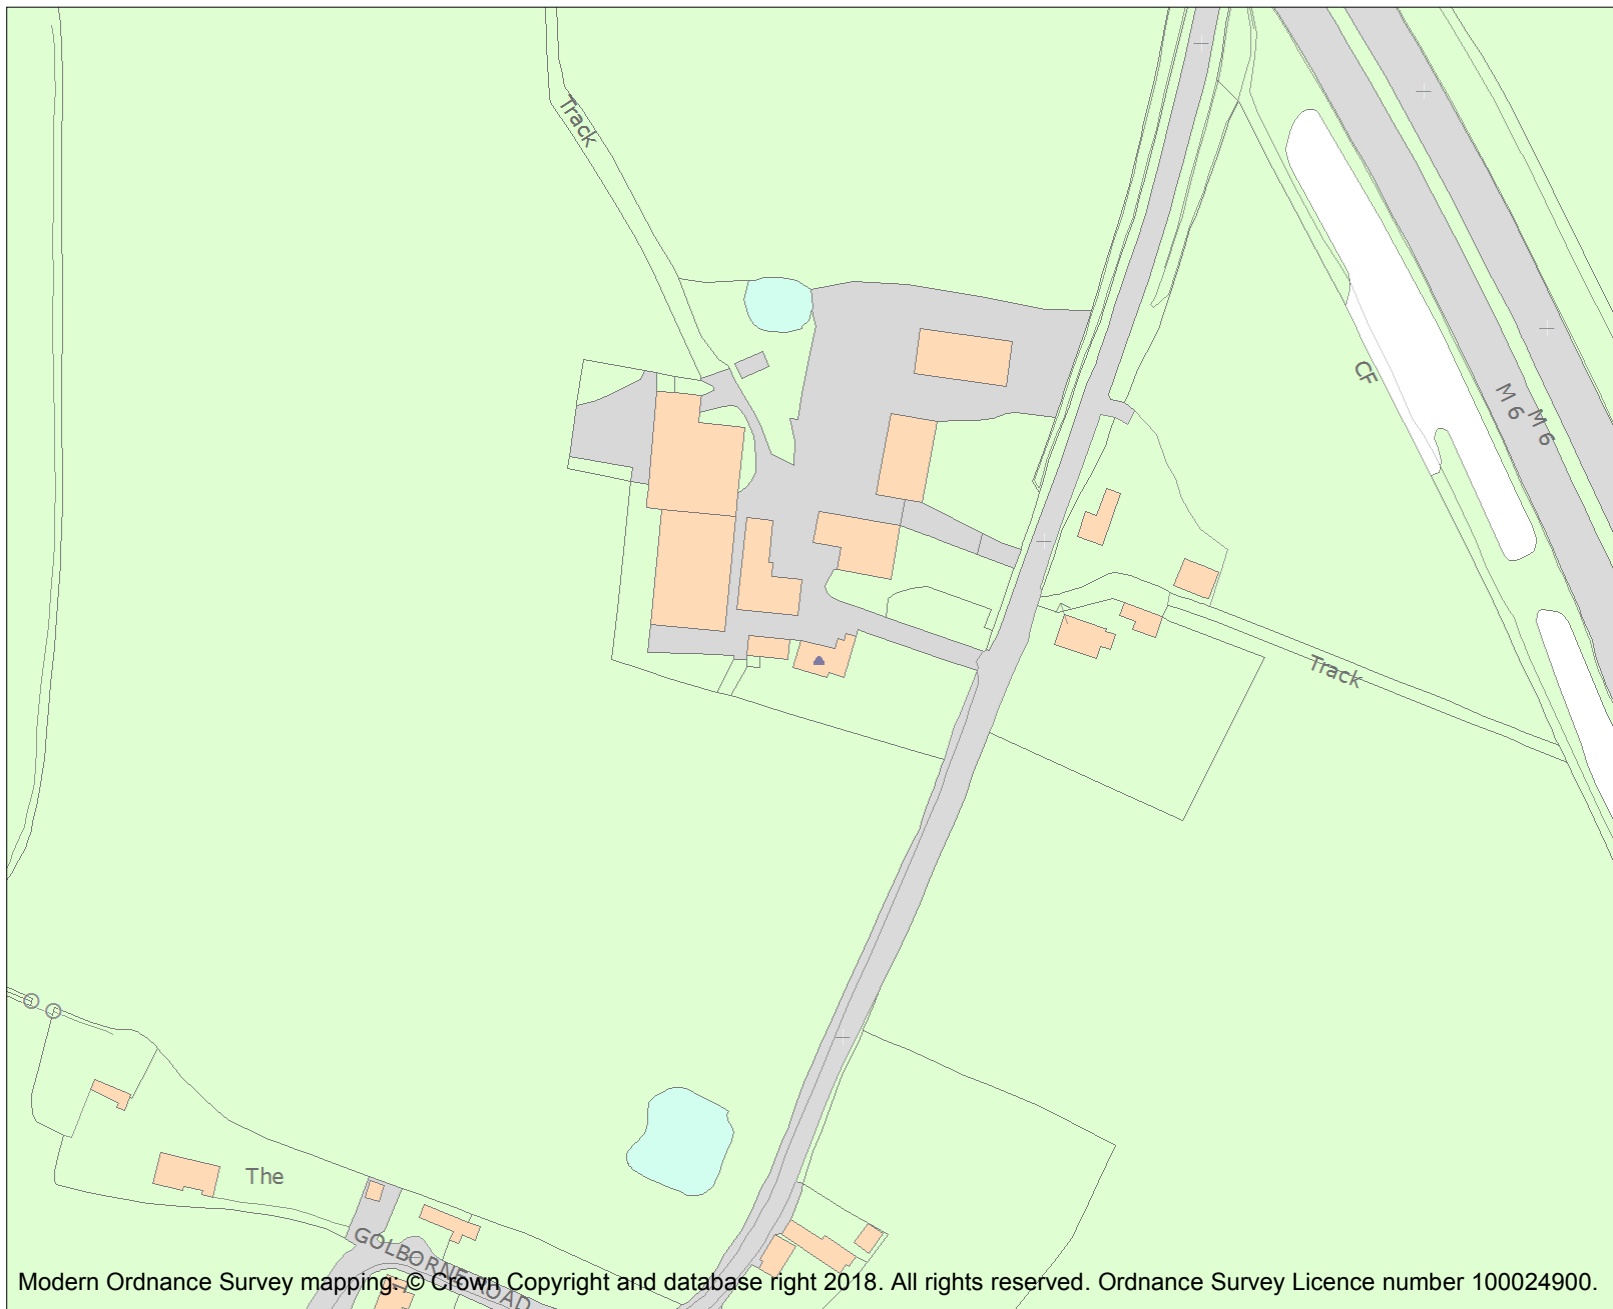 Track
CF
M 6
M 6
Track
The
GOLBORNE ROAD
Modern Ordnance Survey mapping: © Crown Copyright and database right 2018. All rights reserved. Ordnance Survey Licence number 100024900.